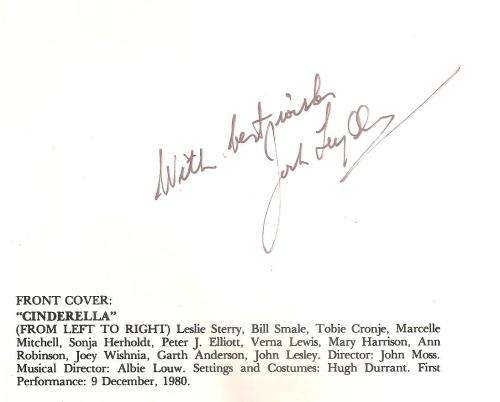 With best wishes
FRONT COVER:
“CINDERELLA”
(FROM LEFT TO RIGHT) Leslie Sterry, Bill Smale, Tobie Cronje, Marcelle
Mitchell, Sonja Herholdt, Peter J. Elliott, Verna Lewis, Mary Harrison, Ann
Robinson, Joey Wishnia, Garth Anderson, John Lesley. Director: John Moss.
Musical Director: Albie Louw. Settings and Costumes: Hugh Durrant. First
Performance: 9 December, 1980.